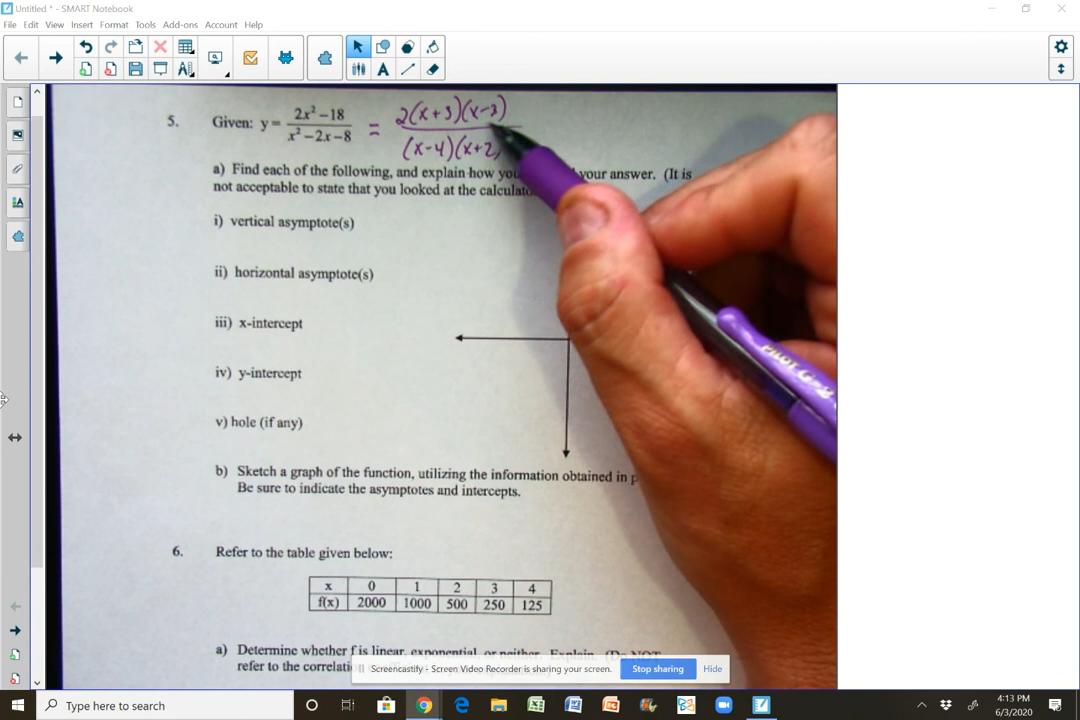 Untitled * - SMART Notebook
File Edit View Insert Format Tools Add-ons Account Help
5. Given: y = 2x² – 18 / x² – 2x – 8 = 2(x+3)(x-3) / (x-4)(x+2)
a) Find each of the following, and explain how your answer. (It is
not acceptable to state that you looked at the
i) vertical asymptote(s)
ii) horizontal asymptote(s)
iii) x-intercept
iv) y-intercept
v) hole (if any)
b) Sketch a graph of the function, utilizing the information obtained in
Be sure to indicate the asymptotes and intercepts.
PILOT G-2
6. Refer to the table given below:
x 0 1 2 3 4
f(x) 2000 1000 500 250 125
a) Determine whether f is linear, exponential, or neither. Explain. (Do NOT
refer to the
Screencastify - Screen Video Recorder is sharing your screen. Stop sharing Hide
Type here to search
4:13 PM
6/3/2020